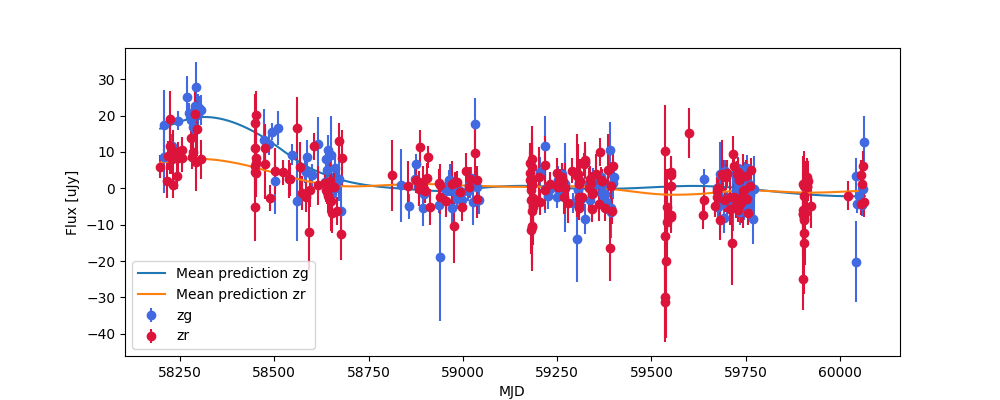 30
20
10
0
−10
−20
−30
−40
Flux [uJy]
Mean prediction zg
Mean prediction zr
zg
zr
58250 58500 58750 59000 59250 59500 59750 60000
MJD